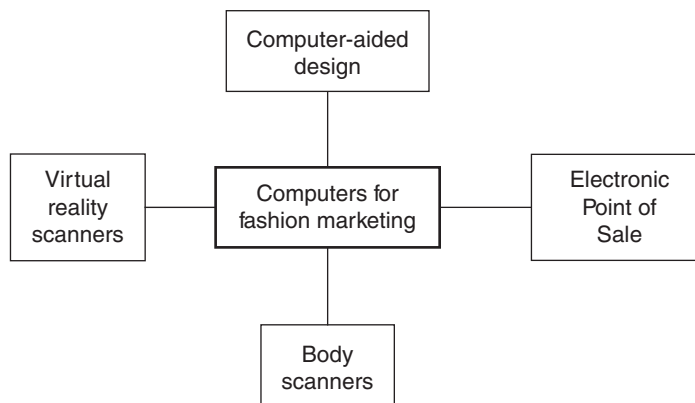 Computer-aided
design
Virtual
reality
scanners
Computers for
fashion marketing
Electronic
Point of
Sale
Body
scanners